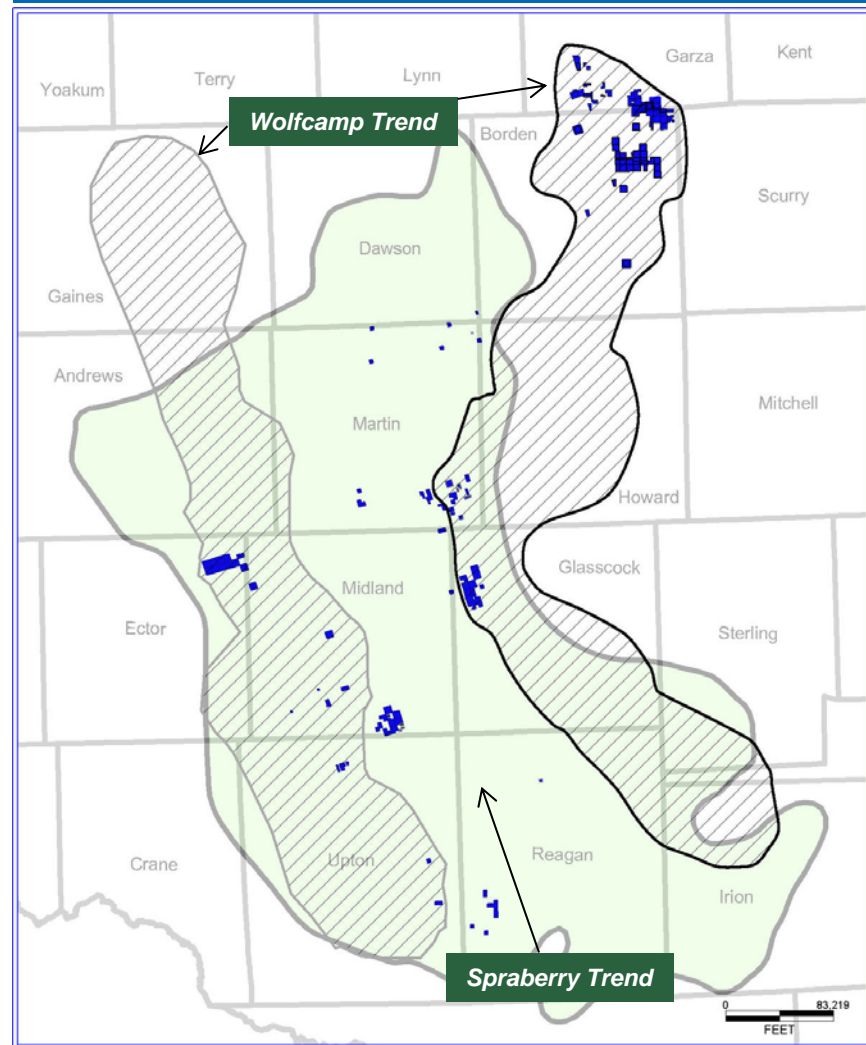 Garza
Kent
Lynn
Terry
Yoakum
Wolfcamp Trend
Borden
Scurry
Dawson
Gaines
Andrews
Mitchell
Martin
Howard
Glasscock
Midland
Ector
Sterling
Reagan
Crane
Upton
Irion
Spraberry Trend
0 83,219
FEET